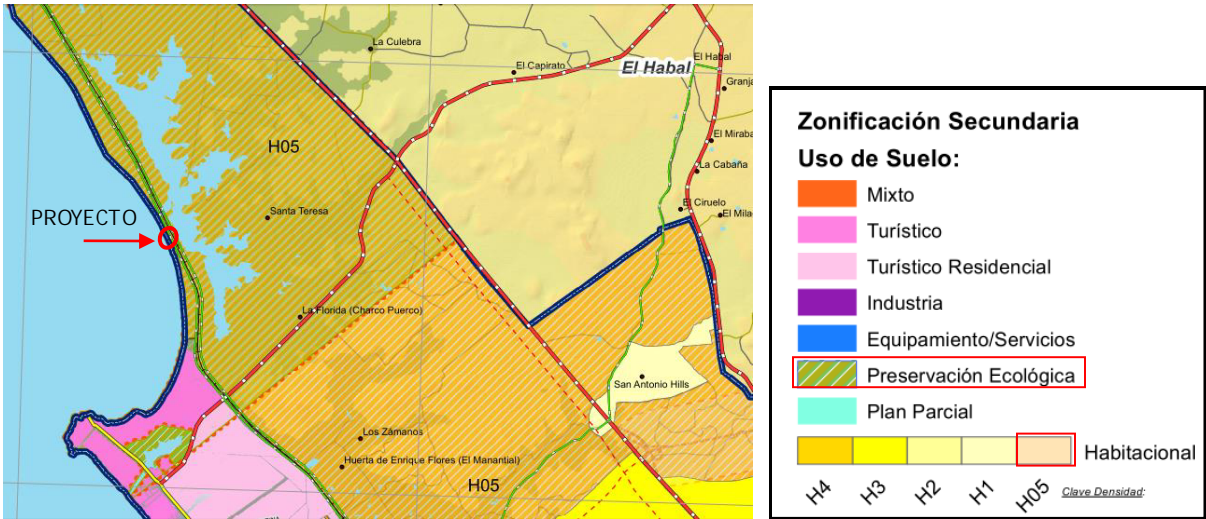 La Culebra
El Capirato
El Habal
El Habal
Granja
H05
El Miraba
La Cabaña
Santa Teresa
PROYECTO
El Ciruelo
El Mila
La Florida (Charco Puerco)
San Antonio Hills
Los Zámanos
Huerta de Enrique Flores (El Manantial)
H05
Zonificación Secundaria
Uso de Suelo:
Mixto
Turístico
Turístico Residencial
Industria
Equipamiento/Servicios
Preservación Ecológica
Plan Parcial
Habitacional
H4 H3 H2 H1 H05 Clave Densidad: